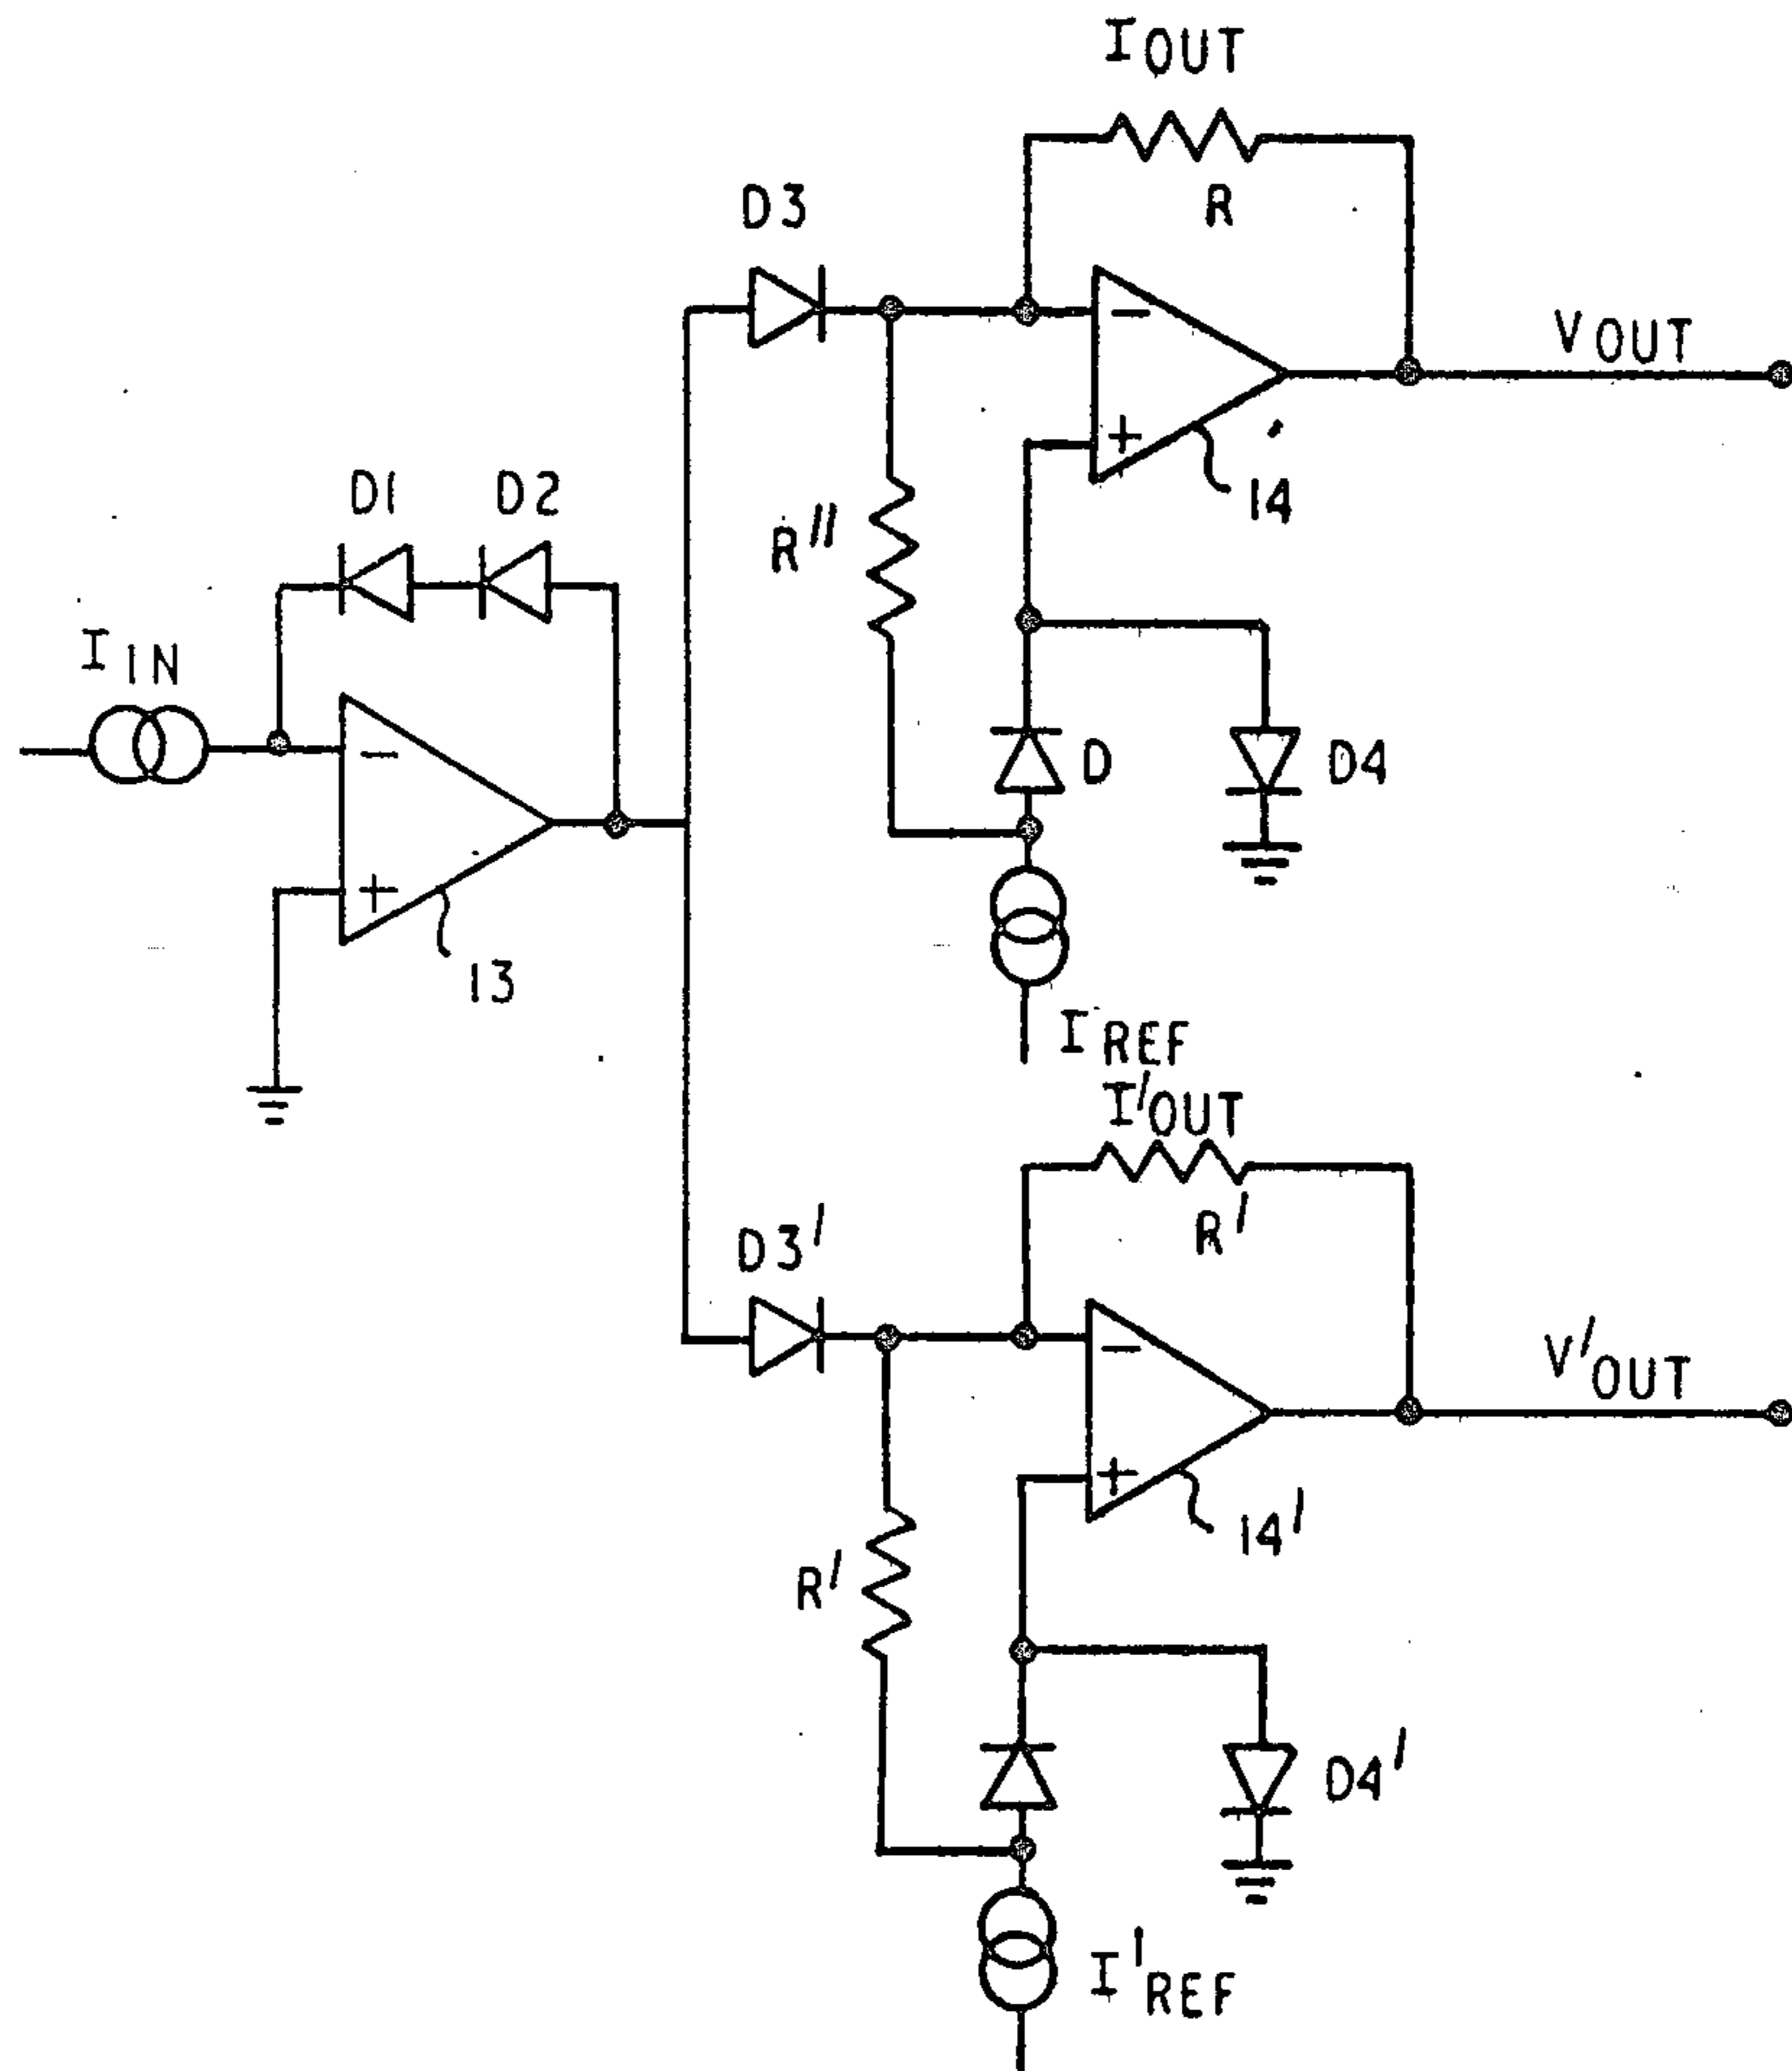 IOUT
R
D3
VOUT
−
+
14
D1
D2
R"
IIN
D
D4
−
+
13
IREF
I'OUT
R'
D3'
V'OUT
−
+
14'
R'
D4'
I'REF